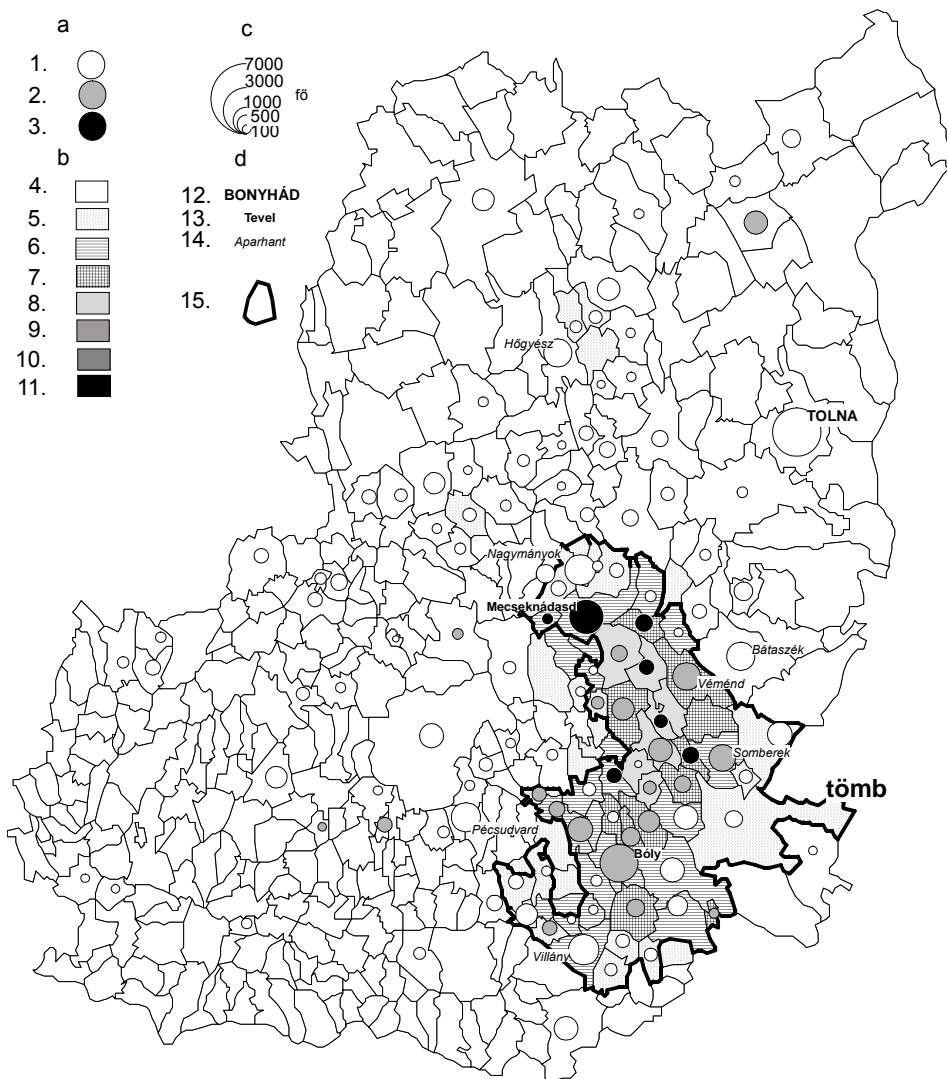 a
1.
2.
3.
b
4.
5.
6.
7.
8.
9.
10.
11.
c
7000
3000
1000
500
100
fő
d
12. BONYHÁD
13. Tevel
14. Aparhant
15.
Hőgyész
TOLNA
Nagymányok
Mecseknádasd
Bátaszék
Véménd
Somberek
tömb
Pécsudvard
Bóly
Villány